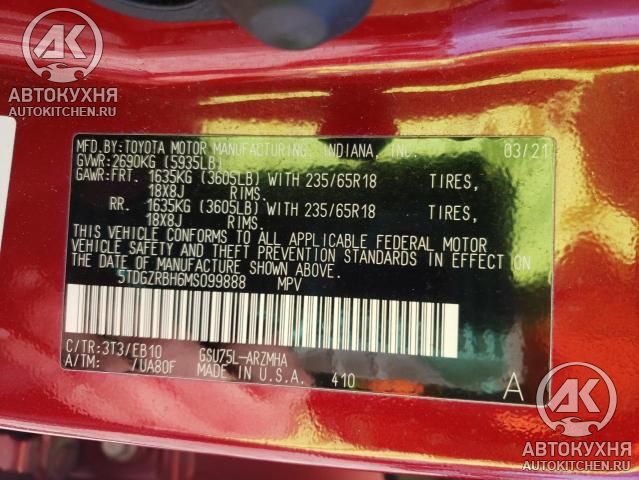 АК
АВТОКУХНЯ
AUTOKITCHEN.RU
MFD.BY:TOYOTA MOTOR MANUFACTURING, INDIANA, INC. 03/21
GVWR:2690KG (5935LB)
GAWR:FRT. 1635KG (3605LB) WITH 235/65R18 TIRES,
18X8J RIMS.
RR. 1635KG (3605LB) WITH 235/65R18 TIRES,
18X8J RIMS.
THIS VEHICLE CONFORMS TO ALL APPLICABLE FEDERAL MOTOR
VEHICLE SAFETY AND THEFT PREVENTION STANDARDS IN EFFECT ON
THE DATE OF MANUFACTURE SHOWN ABOVE.
5TDGZRBH6MS099888 MPV
C/TR:3T3/EB10 GSU75L-ARZMHA
A/TM: /UA80F MADE IN U.S.A. 410 A
АК
АВТОКУХНЯ
AUTOKITCHEN.RU